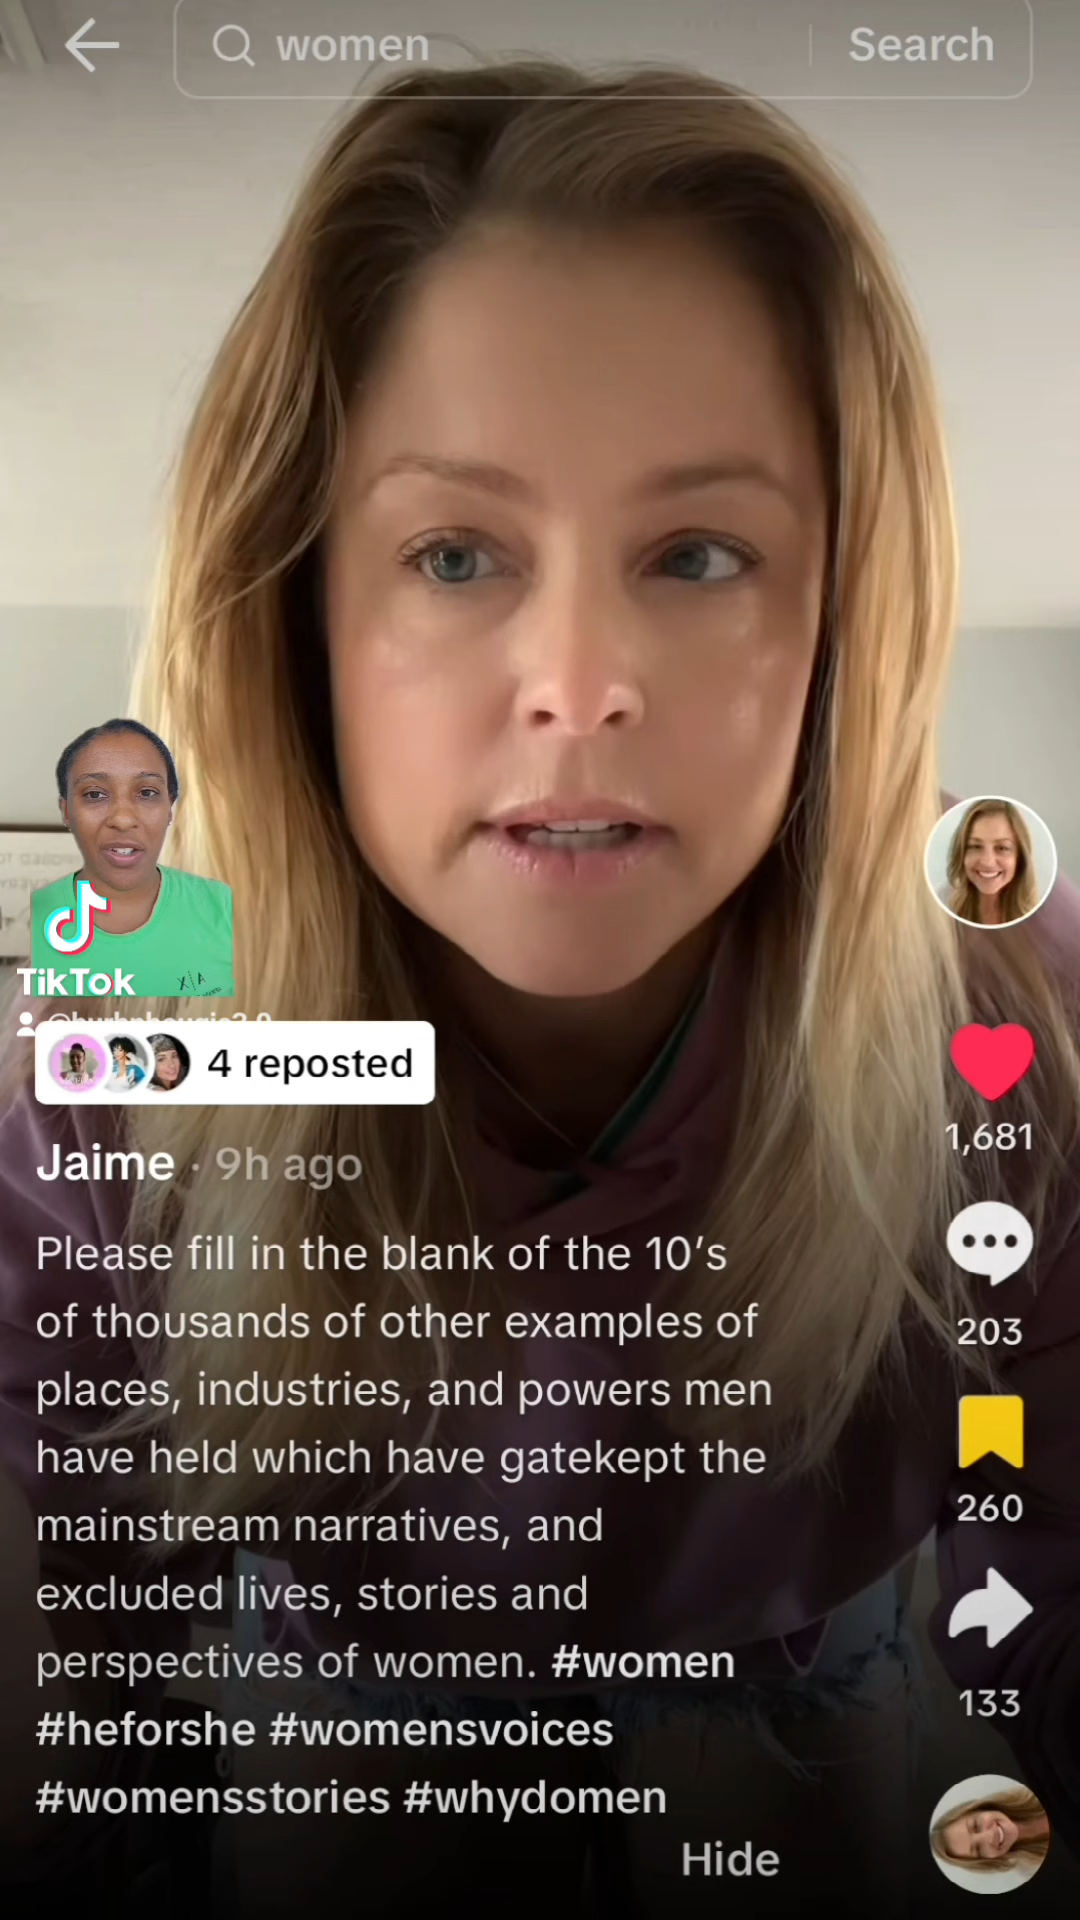 women
Search
TikTok
X|A
4 reposted
Jaime · 9h ago
Please fill in the blank of the 10's
of thousands of other examples of
places, industries, and powers men
have held which have gatekept the
mainstream narratives, and
excluded lives, stories and
perspectives of women. #women
#heforshe #womensvoices
#womensstories #whydomen
Hide
1,681
203
260
133